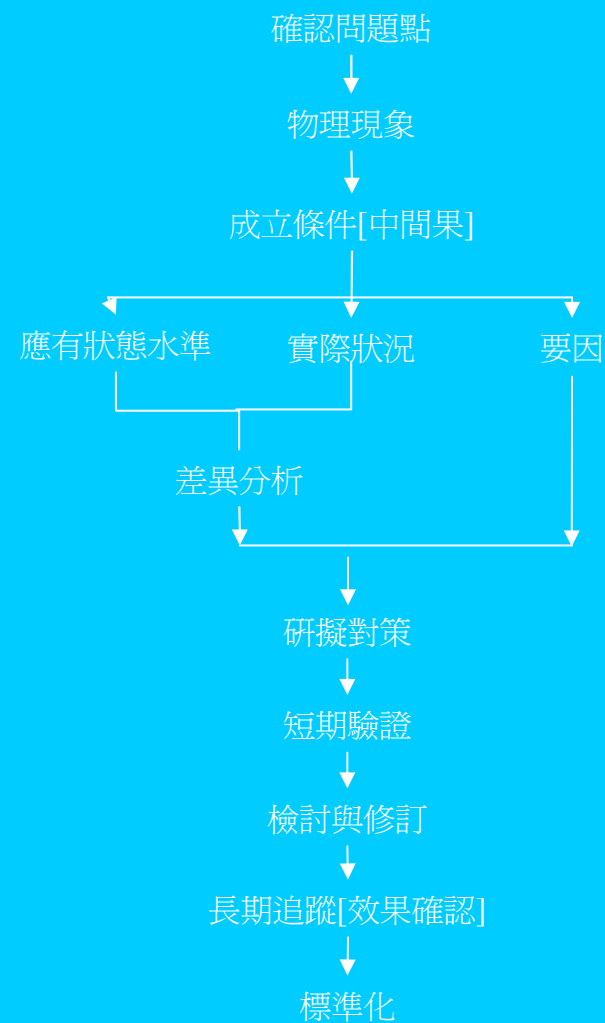 確認問題點
物理現象
成立條件[中間果]
應有狀態水準
實際狀況
要因
差異分析
研擬對策
短期驗證
檢討與修訂
長期追蹤[效果確認]
標準化